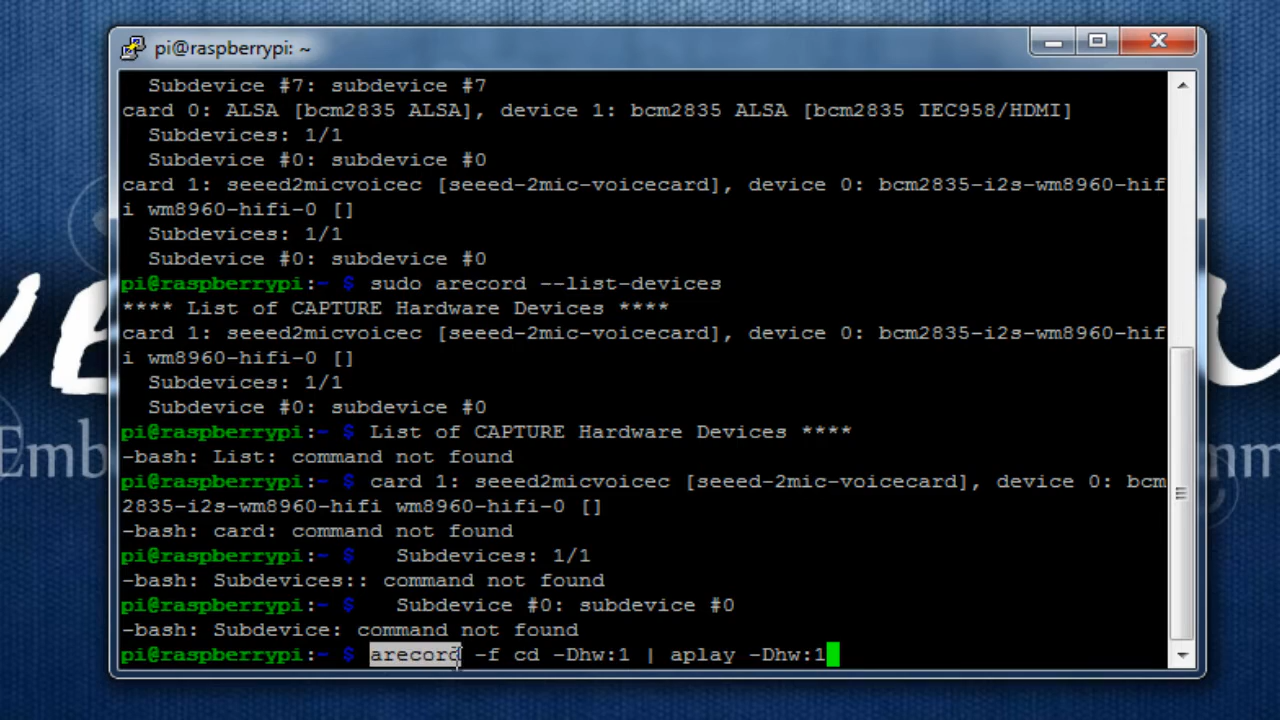 pi@raspberrypi: ~
Subdevice #7: subdevice #7
card 0: ALSA [bcm2835 ALSA], device 1: bcm2835 ALSA [bcm2835 IEC958/HDMI]
Subdevices: 1/1
Subdevice #0: subdevice #0
card 1: seeed2micvoicec [seeed-2mic-voicecard], device 0: bcm2835-i2s-wm8960-hif
i wm8960-hifi-0 []
Subdevices: 1/1
Subdevice #0: subdevice #0
pi@raspberrypi:~ $ sudo arecord --list-devices
**** List of CAPTURE Hardware Devices ****
card 1: seeed2micvoicec [seeed-2mic-voicecard], device 0: bcm2835-i2s-wm8960-hif
i wm8960-hifi-0 []
Subdevices: 1/1
Subdevice #0: subdevice #0
pi@raspberrypi:~ $ List of CAPTURE Hardware Devices ****
-bash: List: command not found
pi@raspberrypi:~ $ card 1: seeed2micvoicec [seeed-2mic-voicecard], device 0: bcm
2835-i2s-wm8960-hifi wm8960-hifi-0 []
-bash: card: command not found
pi@raspberrypi:~ $   Subdevices: 1/1
-bash: Subdevices:: command not found
pi@raspberrypi:~ $   Subdevice #0: subdevice #0
-bash: Subdevice: command not found
pi@raspberrypi:~ $ arecord -f cd -Dhw:1 | aplay -Dhw:1
Emb